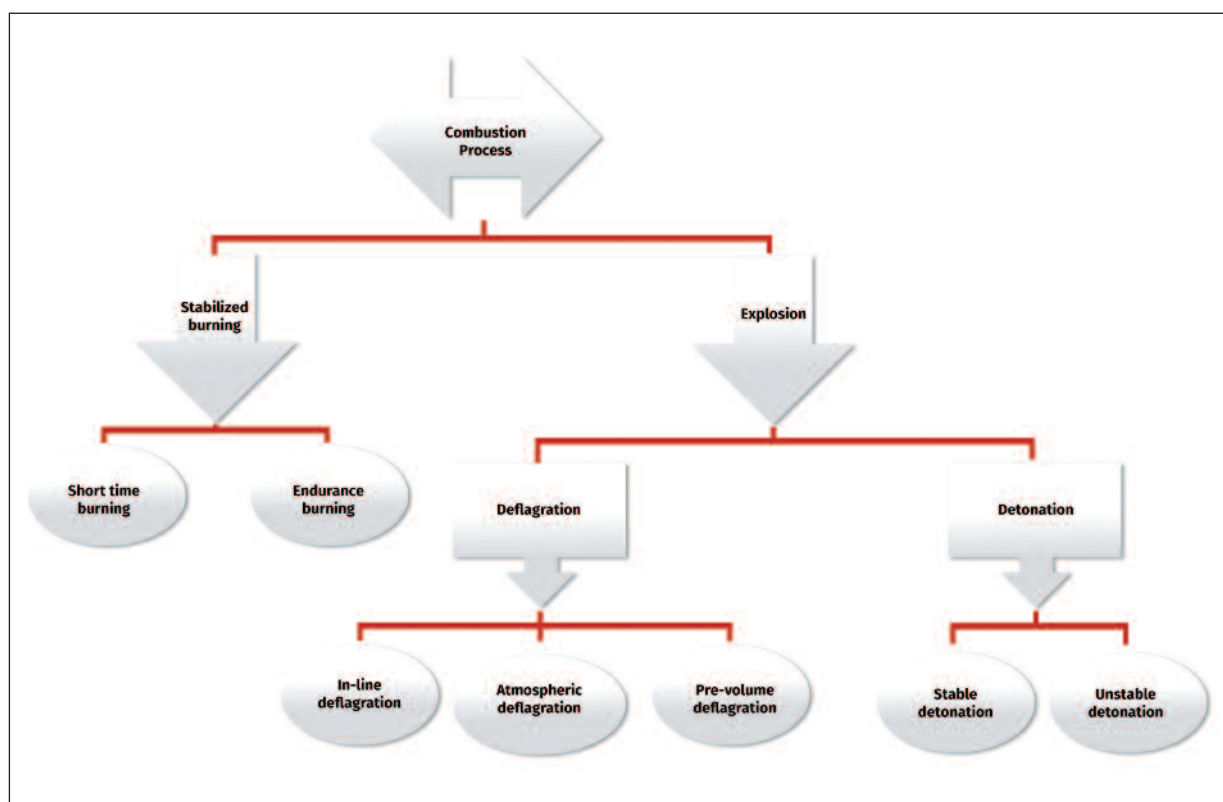 Combustion
Process
Stabilized
burning
Explosion
Short time
burning
Endurance
burning
Deflagration
Detonation
In-line
deflagration
Atmospheric
deflagration
Pre-volume
deflagration
Stable
detonation
Unstable
detonation